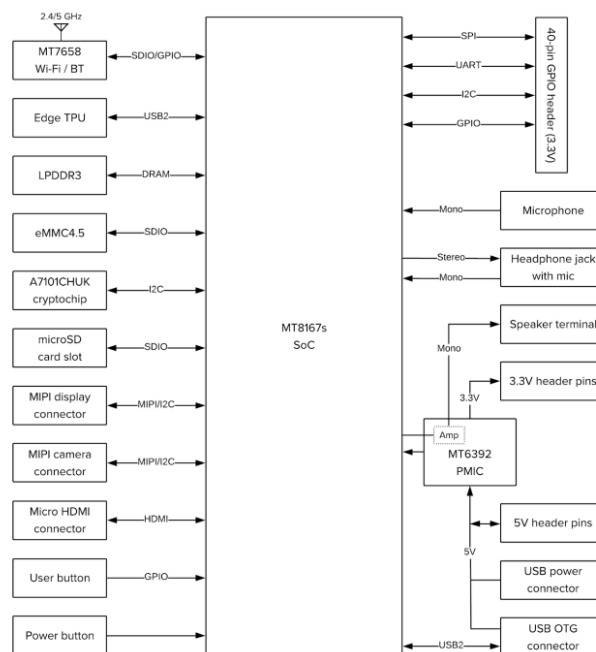 2.4/5 GHz
MT7658
Wi-Fi / BT
SDIO/GPIO
Edge TPU
USB2
LPDDR3
DRAM
eMMC4.5
SDIO
A7101CHUK
cryptochip
I2C
microSD
card slot
SDIO
MIPI display
connector
MIPI/I2C
MIPI camera
connector
MIPI/I2C
Micro HDMI
connector
HDMI
User button
GPIO
Power button
MT8167s
SoC
SPI
UART
I2C
GPIO
40-pin GPIO header (3.3V)
Mono
Microphone
Stereo
Mono
Headphone jack
with mic
Speaker terminal
Mono
3.3V header pins
3.3V
Amp
MT6392
PMIC
5V header pins
5V
USB power
connector
USB2
USB OTG
connector